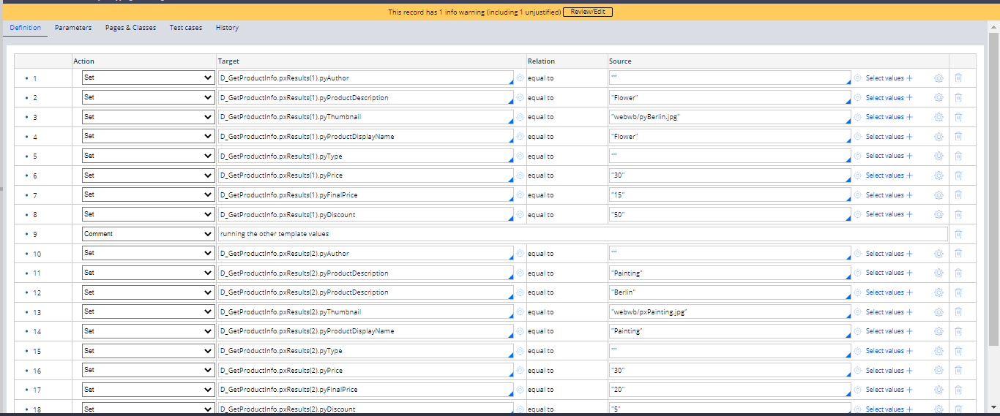 This record has 1 info warning (including 1 unjustified) Review/Edit
Definition Parameters Pages & Classes Test cases History
Action Target Relation Source
1 Set D_GetProductInfo.pxResults(1).pyAuthor equal to "" Select values
2 Set D_GetProductInfo.pxResults(1).pyProductDescription equal to "Flower" Select values
3 Set D_GetProductInfo.pxResults(1).pyThumbnail equal to "webwb/pyBerlin.jpg" Select values
4 Set D_GetProductInfo.pxResults(1).pyProductDisplayName equal to "Flower" Select values
5 Set D_GetProductInfo.pxResults(1).pyType equal to "" Select values
6 Set D_GetProductInfo.pxResults(1).pyPrice equal to "30" Select values
7 Set D_GetProductInfo.pxResults(1).pyFinalPrice equal to "15" Select values
8 Set D_GetProductInfo.pxResults(1).pyDiscount equal to "50" Select values
9 Comment running the other template values
10 Set D_GetProductInfo.pxResults(2).pyAuthor equal to "" Select values
11 Set D_GetProductInfo.pxResults(2).pyProductDescription equal to "Painting" Select values
12 Set D_GetProductInfo.pxResults(2).pyProductDescription equal to "Berlin" Select values
13 Set D_GetProductInfo.pxResults(2).pyThumbnail equal to "webwb/pxPainting.jpg" Select values
14 Set D_GetProductInfo.pxResults(2).pyProductDisplayName equal to "Painting" Select values
15 Set D_GetProductInfo.pxResults(2).pyType equal to "" Select values
16 Set D_GetProductInfo.pxResults(2).pyPrice equal to "30" Select values
17 Set D_GetProductInfo.pxResults(2).pyFinalPrice equal to "20" Select values
18 Set D_GetProductInfo.pxResults(2).pyDiscount equal to "5" Select values